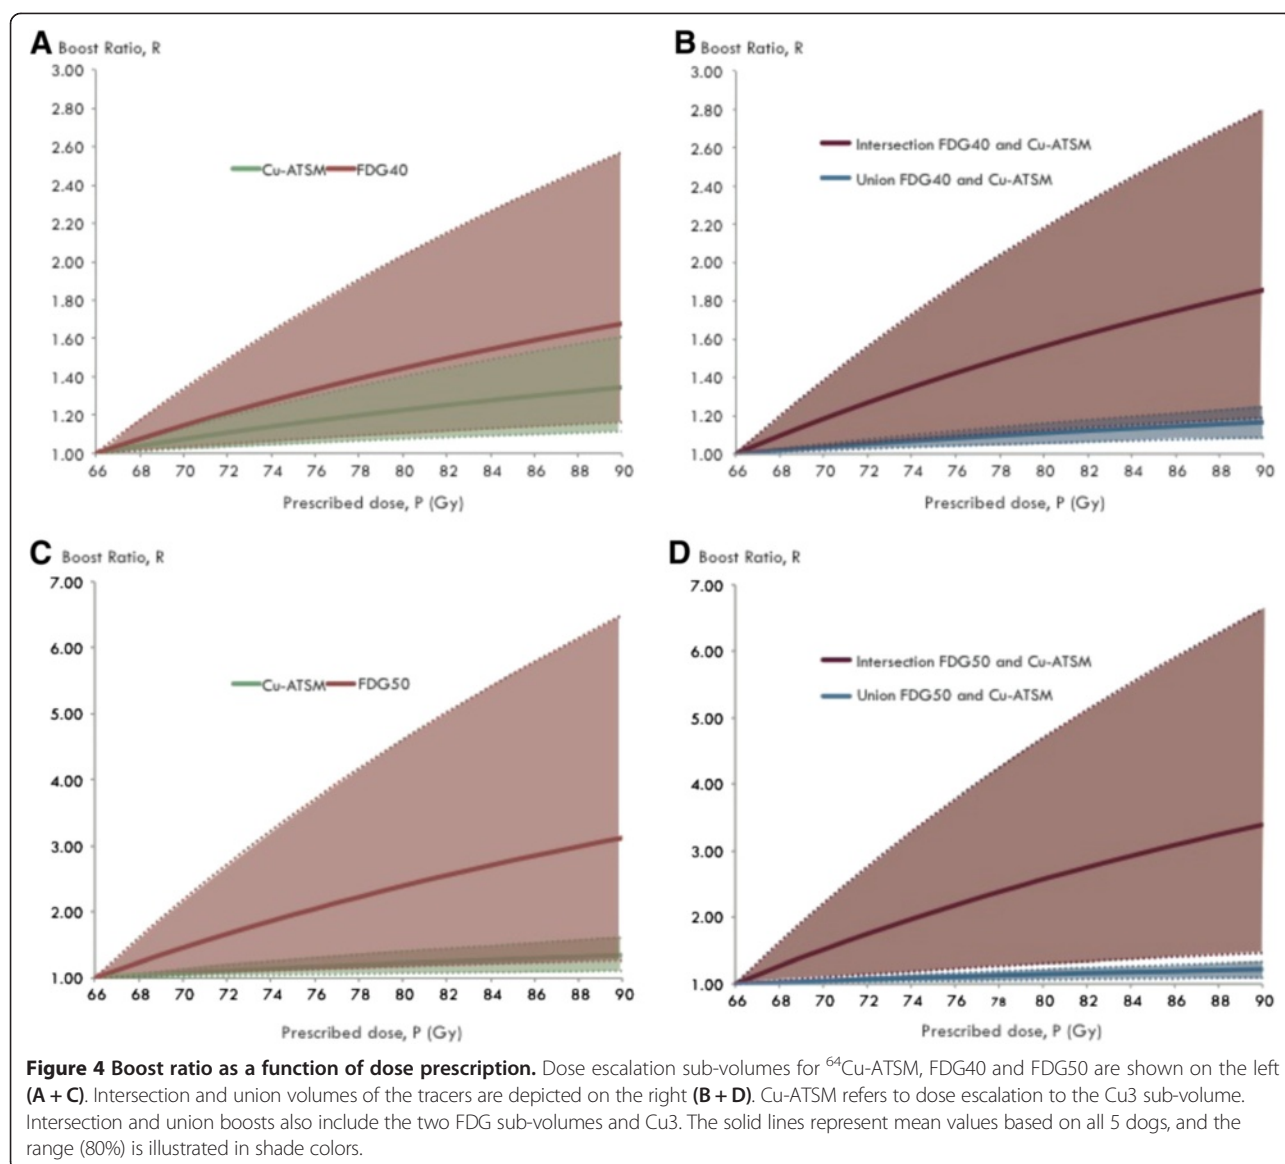 A Boost Ratio, R
3.00
2.80
2.60
2.40
2.20
2.00
1.80
1.60
1.40
1.20
1.00
Cu-ATSM FDG40
66 68 70 72 74 76 78 80 82 84 86 88 90
Prescribed dose, P (Gy)
B Boost Ratio, R
3.00
2.80
2.60
2.40
2.20
2.00
1.80
1.60
1.40
1.20
1.00
Intersection FDG40 and Cu-ATSM
Union FDG40 and Cu-ATSM
66 68 70 72 74 76 78 80 82 84 86 88 90
Prescribed dose, P (Gy)
C Boost Ratio, R
7.00
6.00
5.00
4.00
3.00
2.00
1.00
Cu-ATSM FDG50
66 68 70 72 74 76 78 80 82 84 86 88 90
Prescribed dose, P (Gy)
D Boost Ratio, R
7.00
6.00
5.00
4.00
3.00
2.00
1.00
Intersection FDG50 and Cu-ATSM
Union FDG50 and Cu-ATSM
66 68 70 72 74 76 78 80 82 84 86 88 90
Prescribed dose, P (Gy)
Figure 4 Boost ratio as a function of dose prescription. Dose escalation sub-volumes for ⁶⁴Cu-ATSM, FDG40 and FDG50 are shown on the left
(A + C). Intersection and union volumes of the tracers are depicted on the right (B + D). Cu-ATSM refers to dose escalation to the Cu3 sub-volume.
Intersection and union boosts also include the two FDG sub-volumes and Cu3. The solid lines represent mean values based on all 5 dogs, and the
range (80%) is illustrated in shade colors.